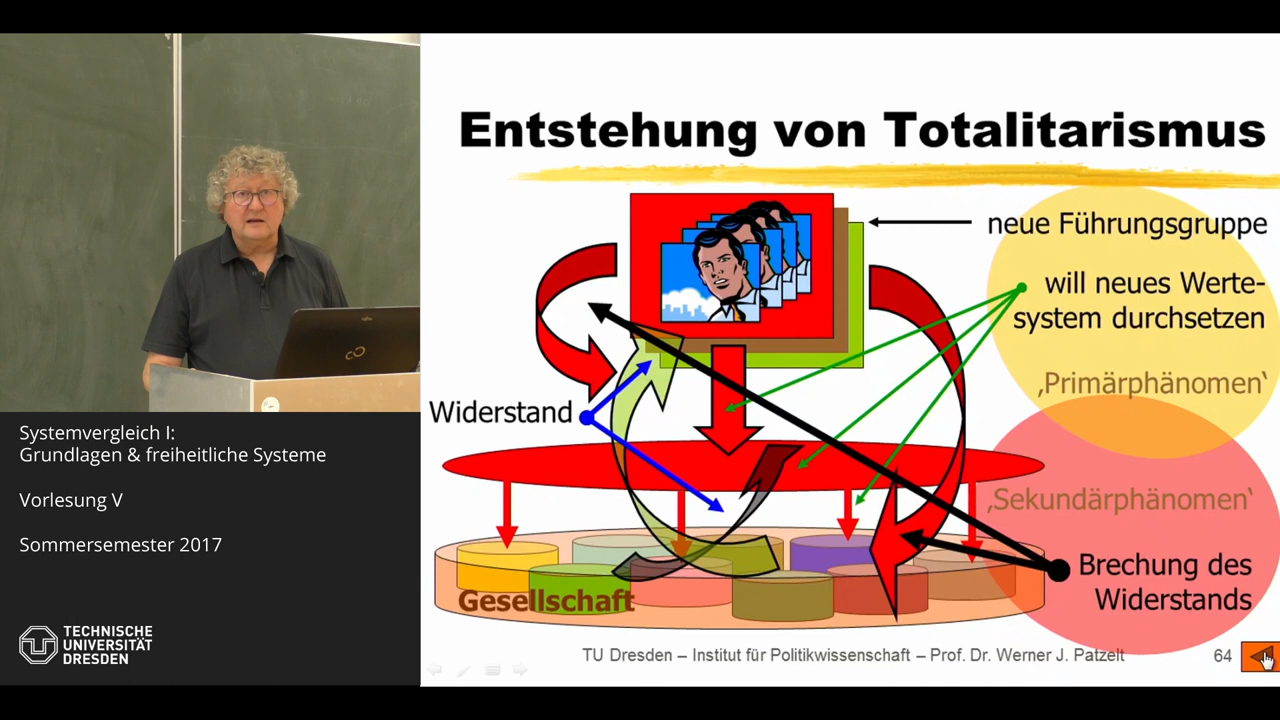 Entstehung von Totalitarismus
neue Führungsgruppe
will neues Werte-
system durchsetzen
‚Primärphänomen‘
Widerstand
‚Sekundärphänomen‘
Brechung des
Widerstands
Gesellschaft
TU Dresden – Institut für Politikwissenschaft – Prof. Dr. Werner J. Patzelt
64
Systemvergleich I:
Grundlagen & freiheitliche Systeme
Vorlesung V
Sommersemester 2017
TECHNISCHE
UNIVERSITÄT
DRESDEN